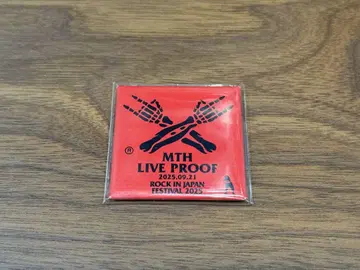 ®
MTH
LIVE PROOF
2025.09.21
ROCK IN JAPAN
FESTIVAL 2025